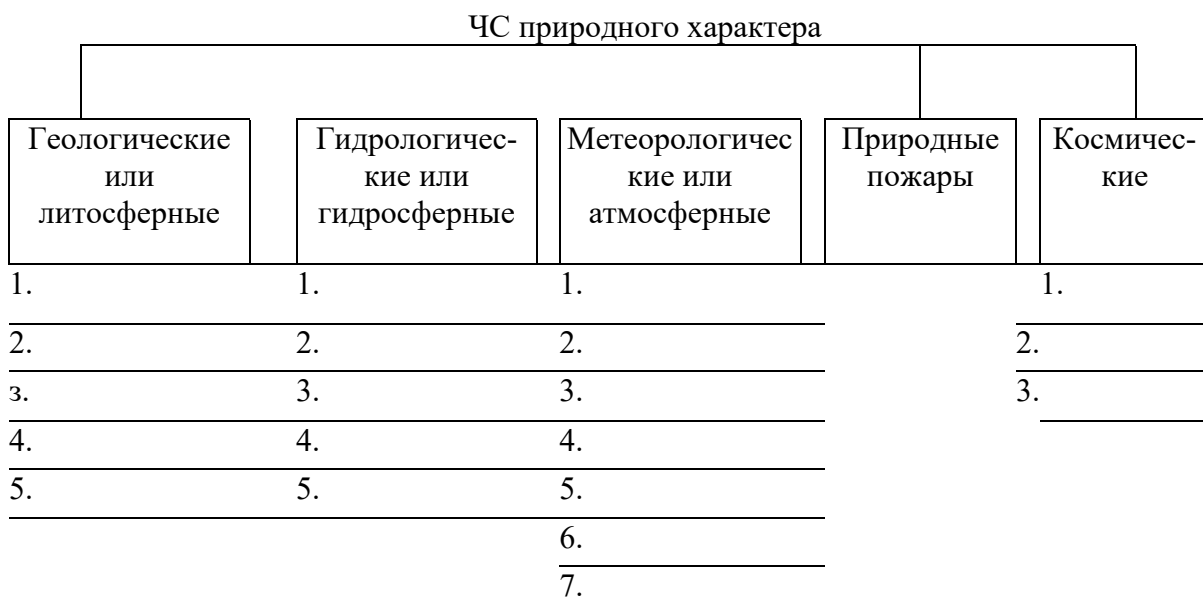 ЧС природного характера
Геологические
или
литосферные
Гидрологичес-
кие или
гидросферные
Метеорологичес
кие или
атмосферные
Природные
пожары
Космичес-
кие
1. 1. 1. 1.
2. 2. 2. 2.
з. 3. 3. 3.
4. 4. 4.
5. 5. 5.
6.
7.